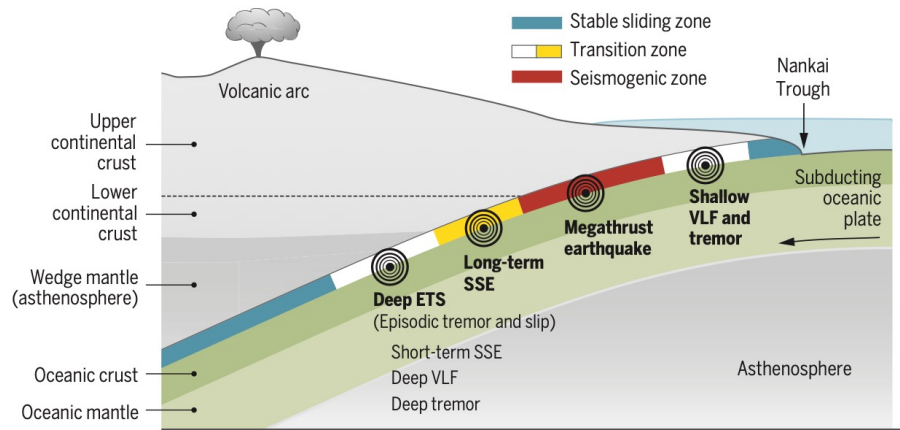 Stable sliding zone
Transition zone
Seismogenic zone
Nankai
Trough
Volcanic arc
Upper
continental
crust
Lower
continental
crust
Wedge mantle
(asthenosphere)
Oceanic crust
Oceanic mantle
Subducting
oceanic
plate
Shallow
VLF and
tremor
Megathrust
earthquake
Long-term
SSE
Deep ETS
(Episodic tremor and slip)
Short-term SSE
Deep VLF
Deep tremor
Asthenosphere